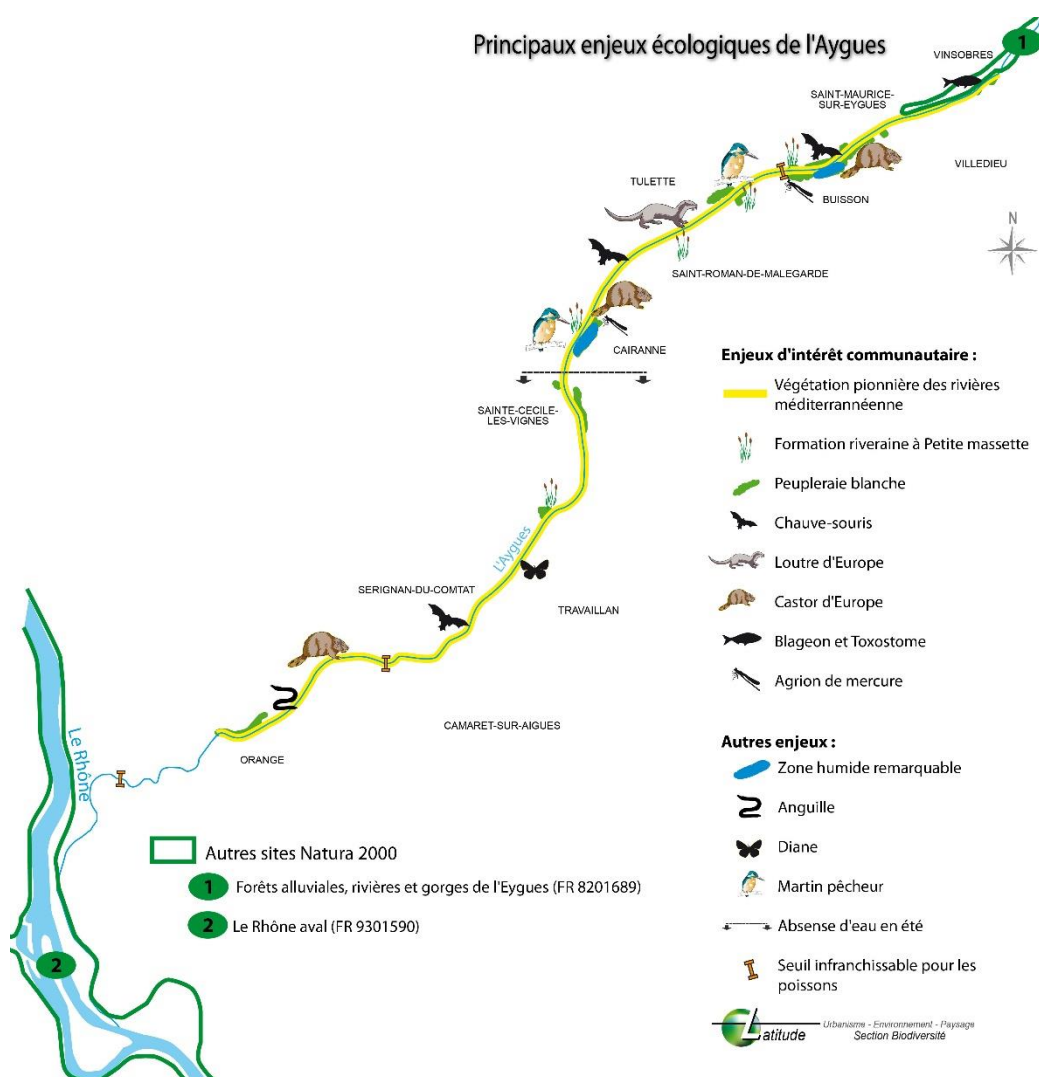 Principaux enjeux écologiques de l'Aygues
1
VINSOBRES
SAINT-MAURICE-
SUR-EYGUES
VILLEDIEU
TULETTE
BUISSON
N
SAINT-ROMAN-DE-MALEGARDE
CAIRANNE
SAINTE-CECILE-
LES-VIGNES
L'Aygues
SERIGNAN-DU-COMTAT
TRAVAILLAN
CAMARET-SUR-AIGUES
ORANGE
Le Rhône
2
Enjeux d'intérêt communautaire :
Végétation pionnière des rivières
méditerrannéenne
Formation riveraine à Petite massette
Peupleraie blanche
Chauve-souris
Loutre d'Europe
Castor d'Europe
Blageon et Toxostome
Agrion de mercure
Autres enjeux :
Zone humide remarquable
Anguille
Diane
Martin pêcheur
Absense d'eau en été
Seuil infranchissable pour les
poissons
Autres sites Natura 2000
1 Forêts alluviales, rivières et gorges de l'Eygues (FR 8201689)
2 Le Rhône aval (FR 9301590)
Latitude
Urbanisme - Environnement - Paysage
Section Biodiversité